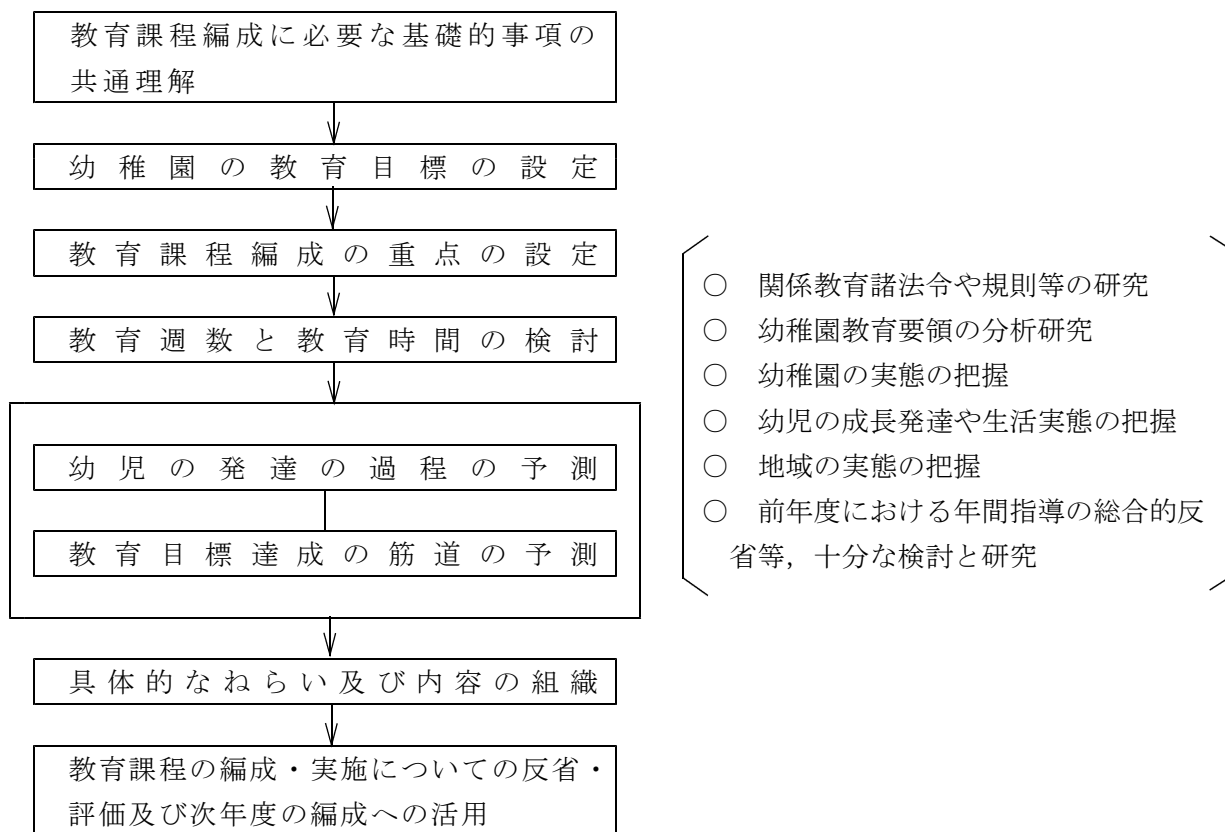 教育課程編成に必要な基礎的事項の
共通理解
幼稚園の教育目標の設定
教育課程編成の重点の設定
教育週数と教育時間の検討
幼児の発達の過程の予測
教育目標達成の筋道の予測
具体的なねらい及び内容の組織
教育課程の編成・実施についての反省・
評価及び次年度の編成への活用
○ 関係教育諸法令や規則等の研究
○ 幼稚園教育要領の分析研究
○ 幼稚園の実態の把握
○ 幼児の成長発達や生活実態の把握
○ 地域の実態の把握
○ 前年度における年間指導の総合的反
省等，十分な検討と研究